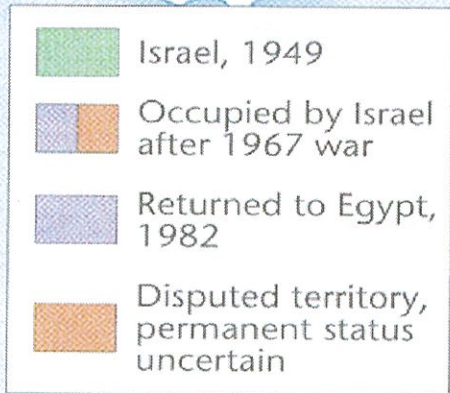 Israel, 1949
Occupied by Israel
after 1967 war
Returned to Egypt,
1982
Disputed territory,
permanent status
uncertain